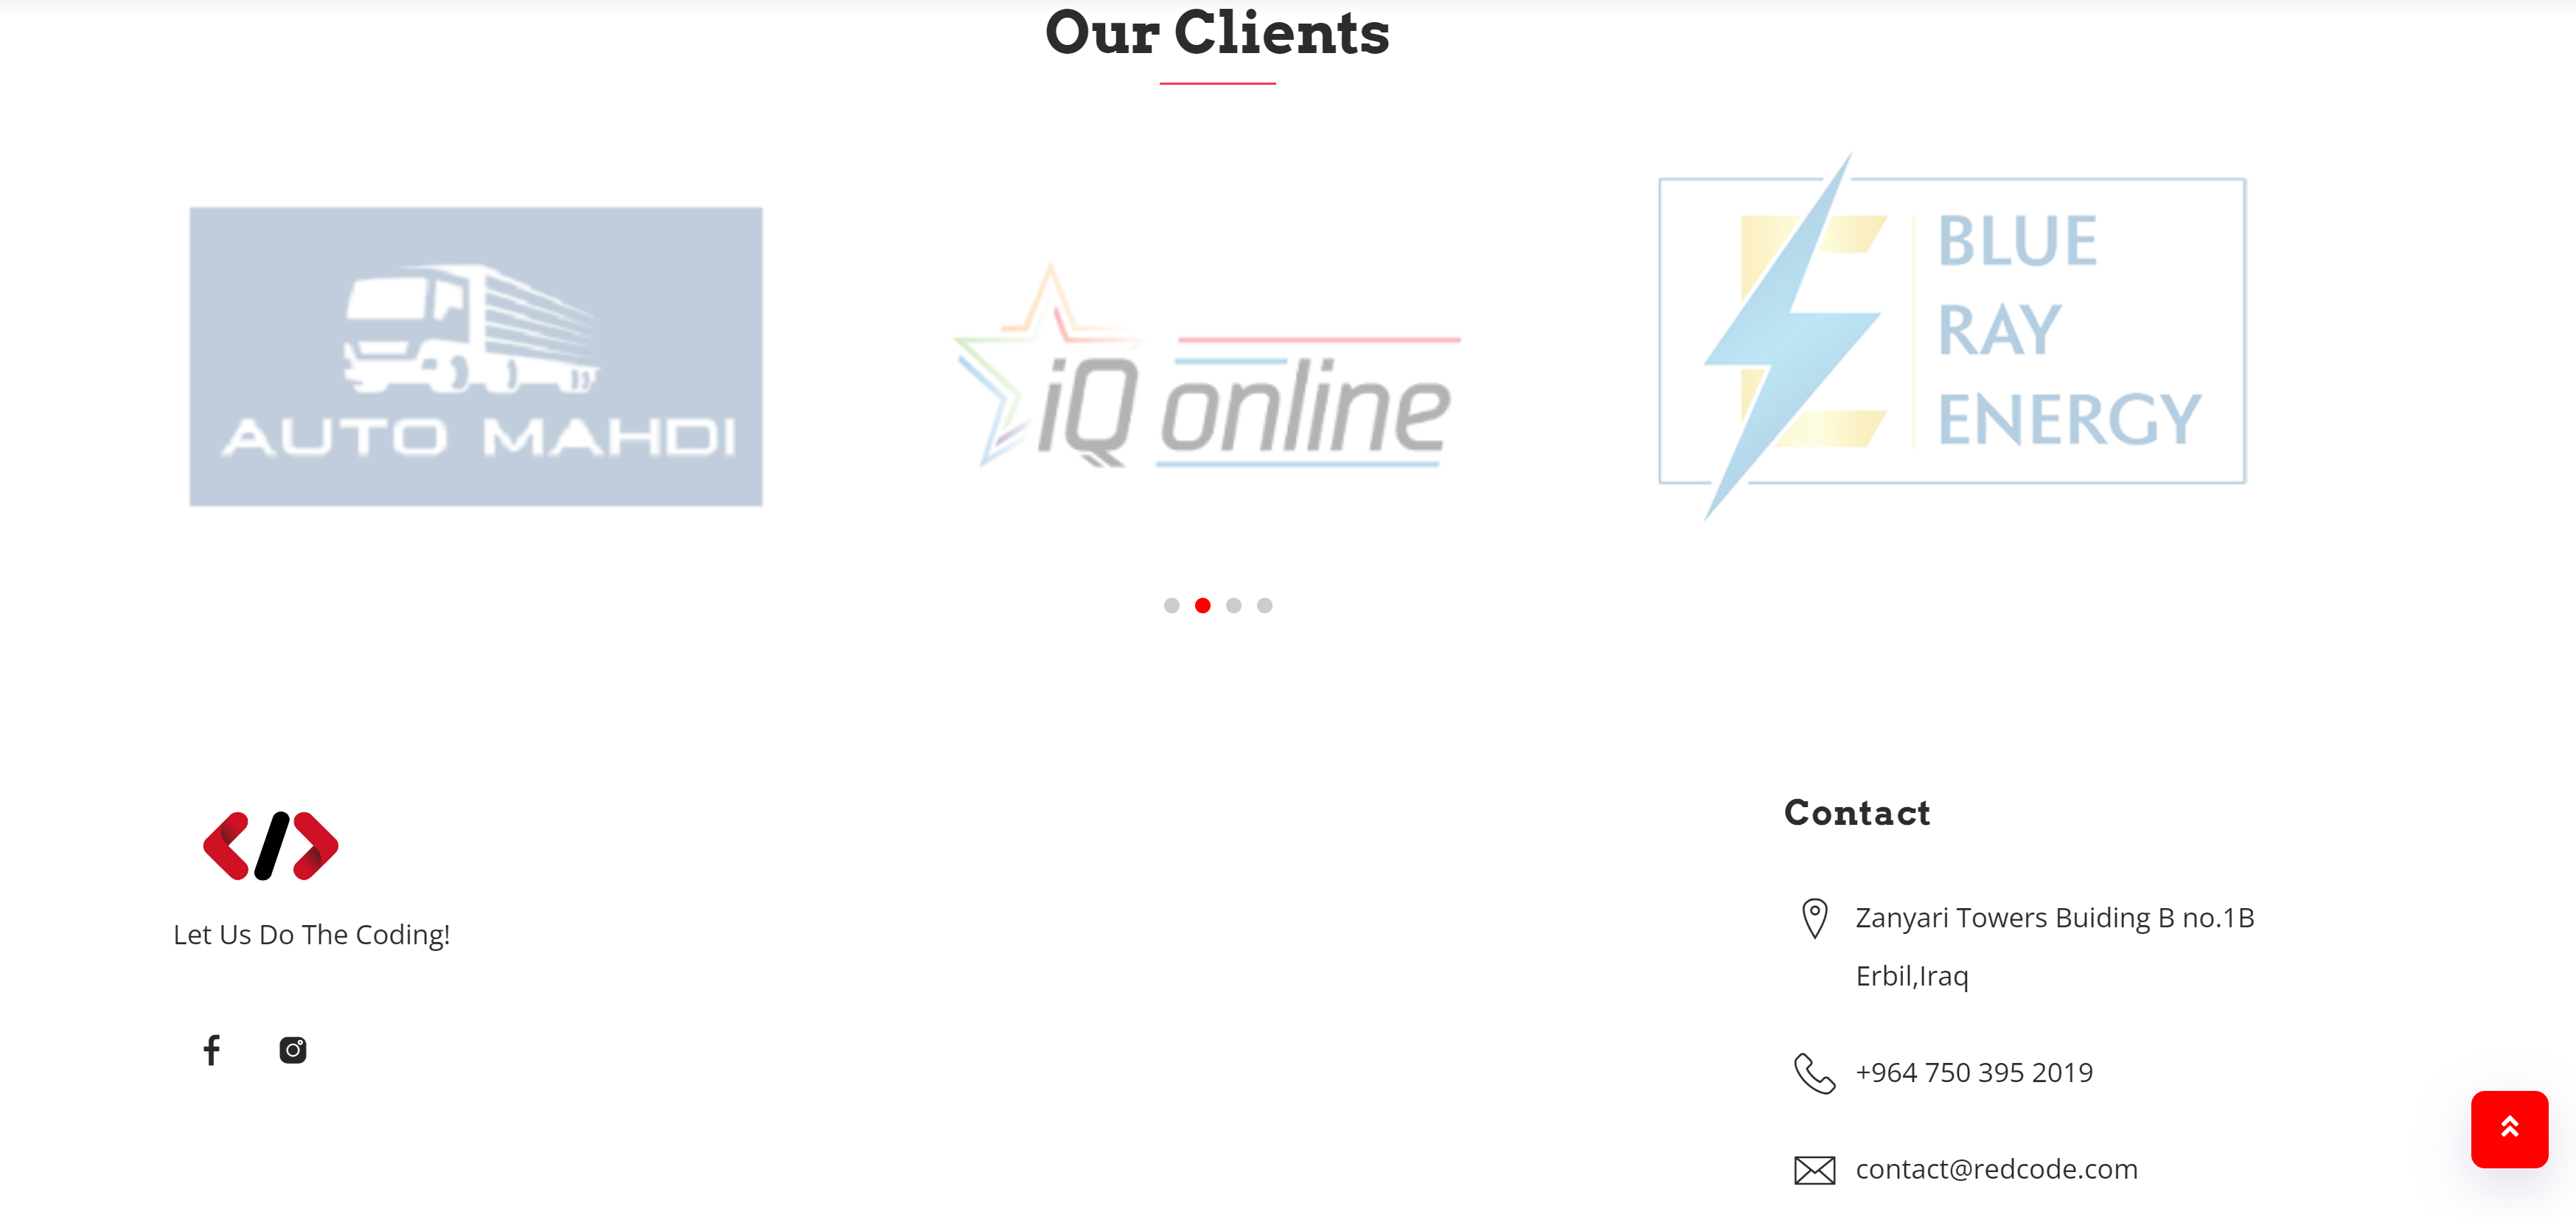 Our Clients
AUTO MAHDI
iQ online
BLUE
RAY
ENERGY
Let Us Do The Coding!
Contact
Zanyari Towers Buiding B no.1B
Erbil,Iraq
+964 750 395 2019
contact@redcode.com